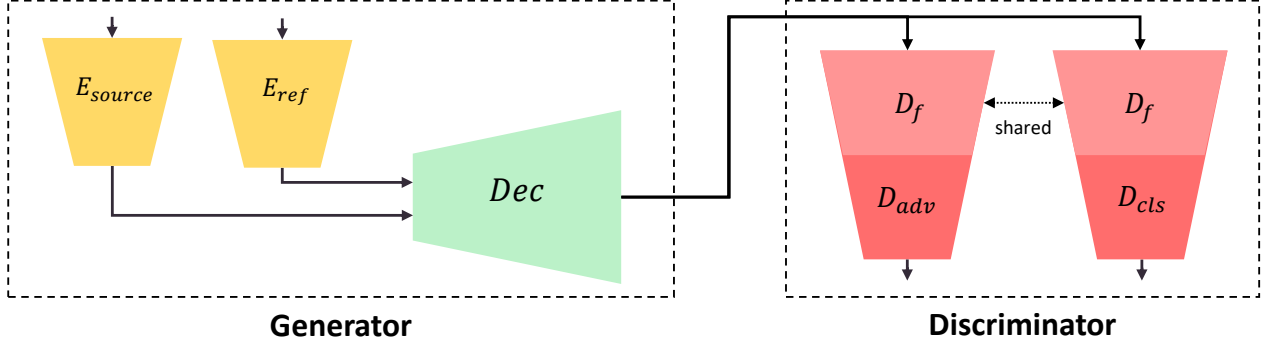 E_source
E_ref
Dec
D_f
shared
D_f
D_adv
D_cls
Generator
Discriminator